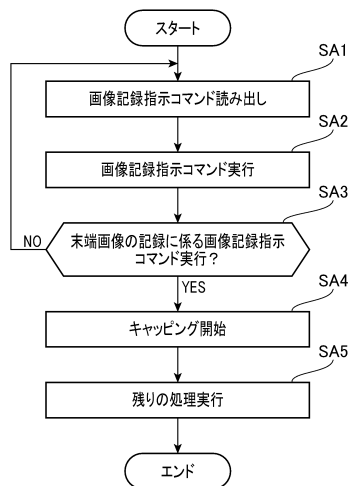 スタート
SA1
画像記録指示コマンド読み出し
SA2
画像記録指示コマンド実行
SA3
末端画像の記録に係る画像記録指示
コマンド実行？
NO
YES
SA4
キャッピング開始
SA5
残りの処理実行
エンド